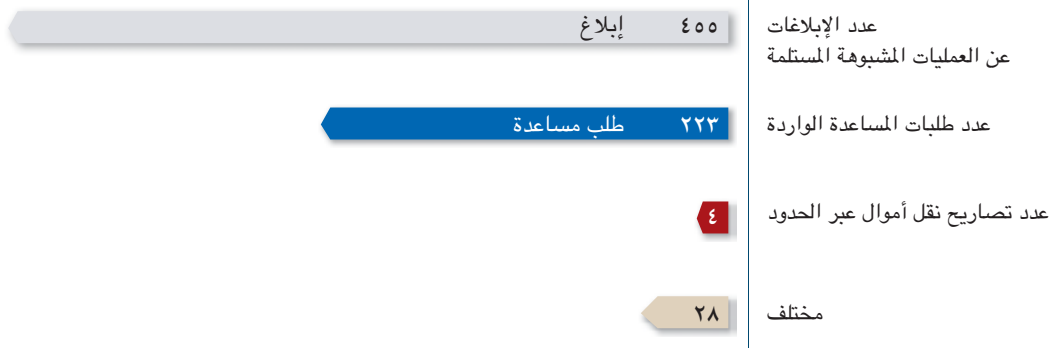 عدد الإبلاغات
عن العمليات المشبوهة المستلمة
٤٥٥ إبلاغ
عدد طلبات المساعدة الواردة
٢٢٣ طلب مساعدة
عدد تصاريح نقل أموال عبر الحدود
٤
مختلف
٢٨